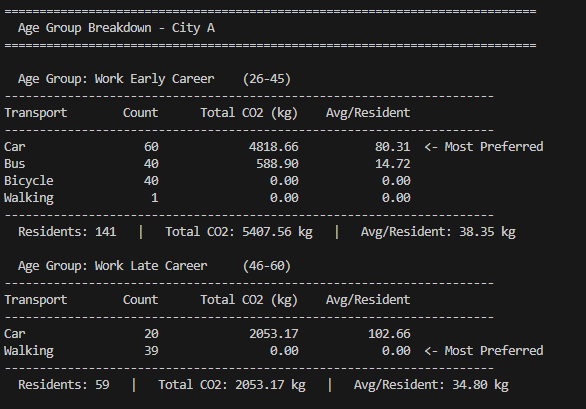 ======================================================================
Age Group Breakdown - City A
======================================================================
Age Group: Work Early Career (26-45)
----------------------------------------------------------------------
Transport Count Total CO2 (kg) Avg/Resident
----------------------------------------------------------------------
Car 60 4818.66 80.31 <- Most Preferred
Bus 40 588.90 14.72
Bicycle 40 0.00 0.00
Walking 1 0.00 0.00
----------------------------------------------------------------------
Residents: 141 | Total CO2: 5407.56 kg | Avg/Resident: 38.35 kg
Age Group: Work Late Career (46-60)
----------------------------------------------------------------------
Transport Count Total CO2 (kg) Avg/Resident
----------------------------------------------------------------------
Car 20 2053.17 102.66
Walking 39 0.00 0.00 <- Most Preferred
----------------------------------------------------------------------
Residents: 59 | Total CO2: 2053.17 kg | Avg/Resident: 34.80 kg